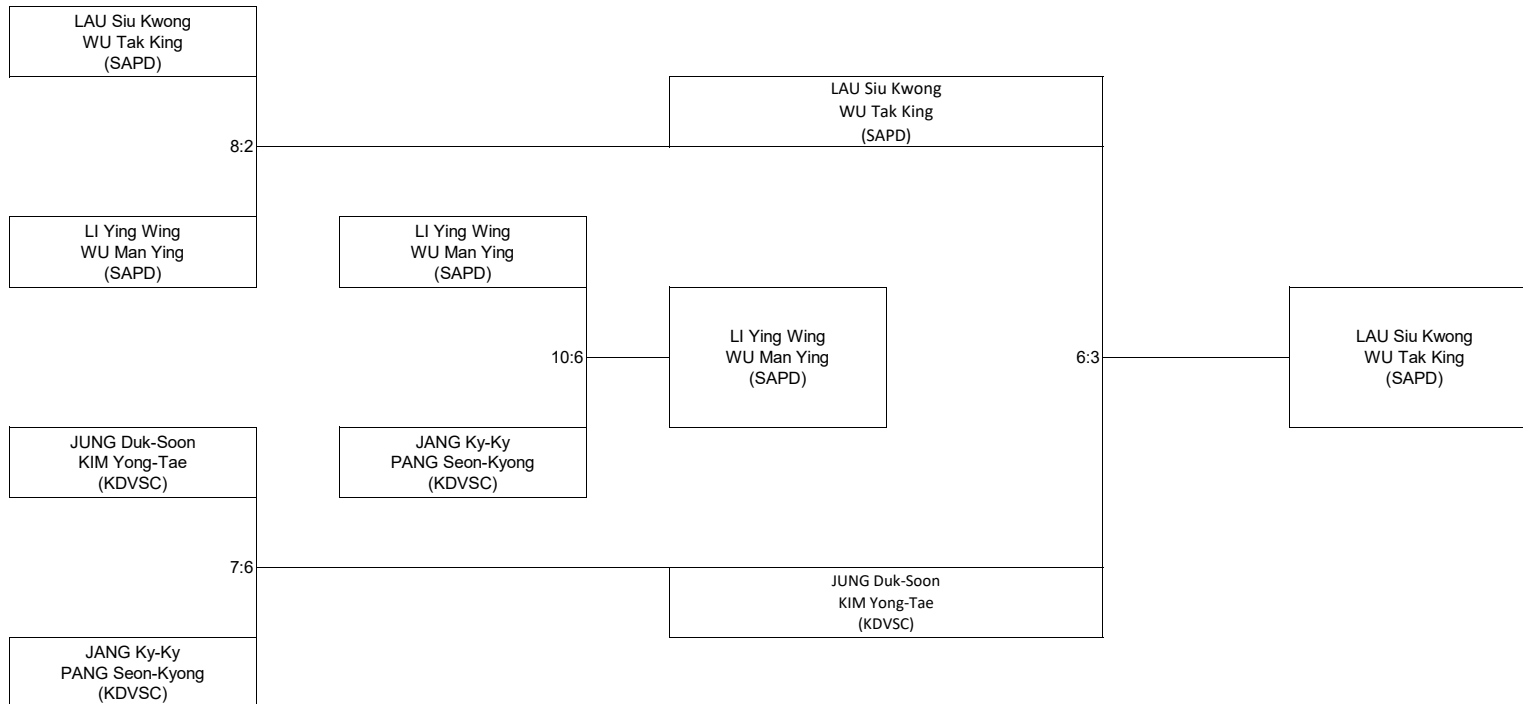 LAU Siu Kwong
WU Tak King
(SAPD)
LAU Siu Kwong
WU Tak King
(SAPD)
8:2
LI Ying Wing
WU Man Ying
(SAPD)
LI Ying Wing
WU Man Ying
(SAPD)
LI Ying Wing
WU Man Ying
(SAPD)
10:6
6:3
LAU Siu Kwong
WU Tak King
(SAPD)
JUNG Duk-Soon
KIM Yong-Tae
(KDVSC)
JANG Ky-Ky
PANG Seon-Kyong
(KDVSC)
7:6
JUNG Duk-Soon
KIM Yong-Tae
(KDVSC)
JANG Ky-Ky
PANG Seon-Kyong
(KDVSC)